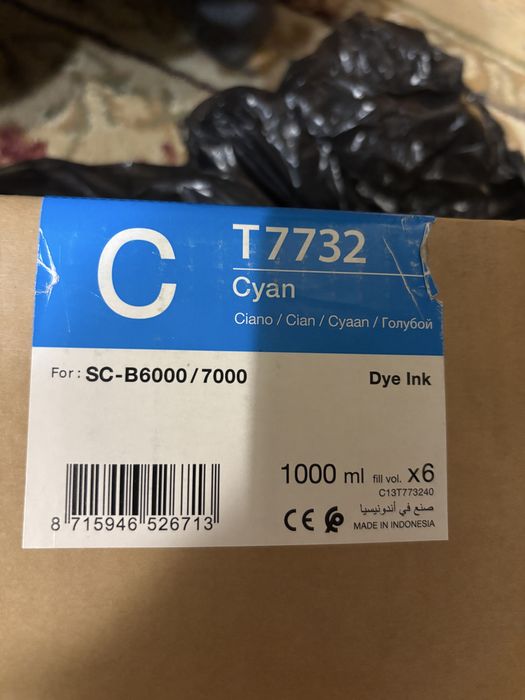 C
T7732
Cyan
Ciano / Cian / Cyaan / Голубой
For : SC-B6000/7000
Dye Ink
1000 ml fill vol. x6
C13T773240
صنع في أندونيسيا
MADE IN INDONESIA
CE
8 715946 526713